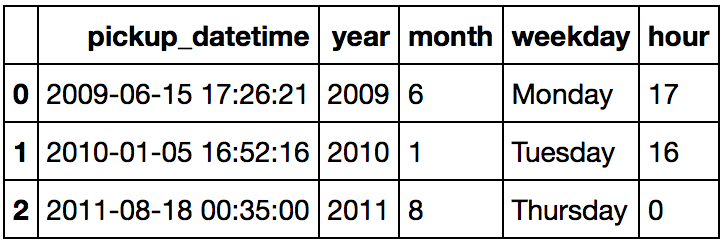 pickup_datetime year month weekday hour
0 2009-06-15 17:26:21 2009 6 Monday 17
1 2010-01-05 16:52:16 2010 1 Tuesday 16
2 2011-08-18 00:35:00 2011 8 Thursday 0